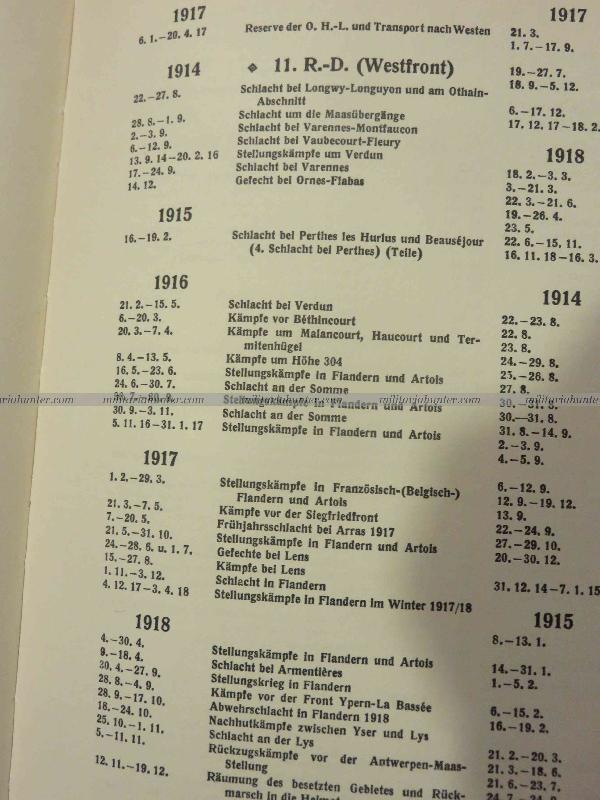 1917
6. 1.–20. 4. 17 Reserve der O. H.-L. und Transport nach Westen
1914
11. R.-D. (Westfront)
22.–27. 8. Schlacht bei Longwy-Longuyon und am Othain-
Abschnitt
28. 8.–1. 9. Schlacht um die Maasübergänge
2.–3. 9. Schlacht bei Varennes-Montfaucon
6.–12. 9. Schlacht bei Vaubecourt-Fleury
13. 9. 14–20. 2. 16 Stellungskämpfe um Verdun
17.–24. 9. Schlacht bei Varennes
14. 12. Gefecht bei Ornes-Flabas
1915
16.–19. 2. Schlacht bei Perthes les Hurlus und Beauséjour
(4. Schlacht bei Perthes) (Teile)
1916
21. 2.–15. 5. Schlacht bei Verdun
6.–20. 3. Kämpfe vor Béthincourt
20. 3.–7. 4. Kämpfe um Malancourt, Haucourt und Ter-
mitenhügel
8. 4.–13. 5. Kämpfe um Höhe 304
16. 5.–23. 6. Stellungskämpfe in Flandern und Artois
24. 6.–30. 7. Schlacht an der Somme
Stellungskämpfe in Flandern und Artois
militariahunter.com militariahunter.com militariahunter.com
30. 9.–3. 11. Schlacht an der Somme
5. 11. 16–31. 1. 17 Stellungskämpfe in Flandern und Artois
1917
1. 2.–29. 3. Stellungskämpfe in Französisch-(Belgisch-)
Flandern und Artois
21. 3.–7. 5. Kämpfe vor der Siegfriedfront
7.–20. 5. Frühjahrsschlacht bei Arras 1917
21. 5.–31. 10. Stellungskämpfe in Flandern und Artois
24.–28. 6. u. 1. 7. Gefechte bei Lens
15.–27. 8. Kämpfe bei Lens
1. 11.–3. 12. Schlacht in Flandern
4. 12. 17–3. 4. 18 Stellungskämpfe in Flandern im Winter 1917/18
1918
4.–30. 4. Stellungskämpfe in Flandern und Artois
9.–18. 4. Schlacht bei Armentières
30. 4.–27. 9. Stellungskrieg in Flandern
28. 8.–4. 9. Kämpfe vor der Front Ypern-La Bassée
28. 9.–17. 10. Abwehrschlacht in Flandern 1918
18.–24. 10. Nachhutkämpfe zwischen Yser und Lys
25. 10.–1. 11. Schlacht an der Lys
5.–11. 11. Rückzugskämpfe vor der Antwerpen-Maas-
Stellung
12. 11.–19. 12. Räumung des besetzten Gebietes und Rück-
marsch in die Heimat
1917
21. 3.
1. 7.–17. 9.
19.–27. 7.
18. 9.–5. 12.
6.–17. 12.
17. 12. 17–18. 2.
1918
18. 2.–3. 3.
3.–21. 3.
22. 3.–21. 6.
19.–26. 4.
23. 5.
22. 6.–15. 11.
16. 11. 18–16. 3.
1914
22.–23. 8.
22. 8.
23. 8.
24.–29. 8.
25.–26. 8.
27. 8.
30.–31. 8.
30.–31. 8.
31. 8.–14. 9.
2.–3. 9.
4.–5. 9.
6.–12. 9.
12. 9.–19. 12.
13. 9.
22.–24. 9.
27.–29. 10.
20.–30. 12.
31. 12. 14–7. 1. 15
1915
8.–13. 1.
14.–31. 1.
1.–5. 2.
6.–15. 2.
16.–19. 2.
21. 2.–20. 3.
21. 3.–18. 6.
21. 6.–23. 7.